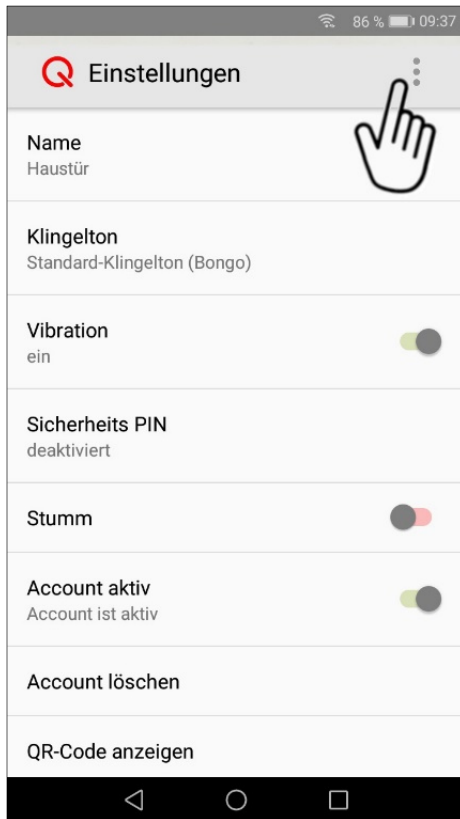 86 % 09:37
Einstellungen
Name
Haustür
Klingelton
Standard-Klingelton (Bongo)
Vibration
ein
Sicherheits PIN
deaktiviert
Stumm
Account aktiv
Account ist aktiv
Account löschen
QR-Code anzeigen